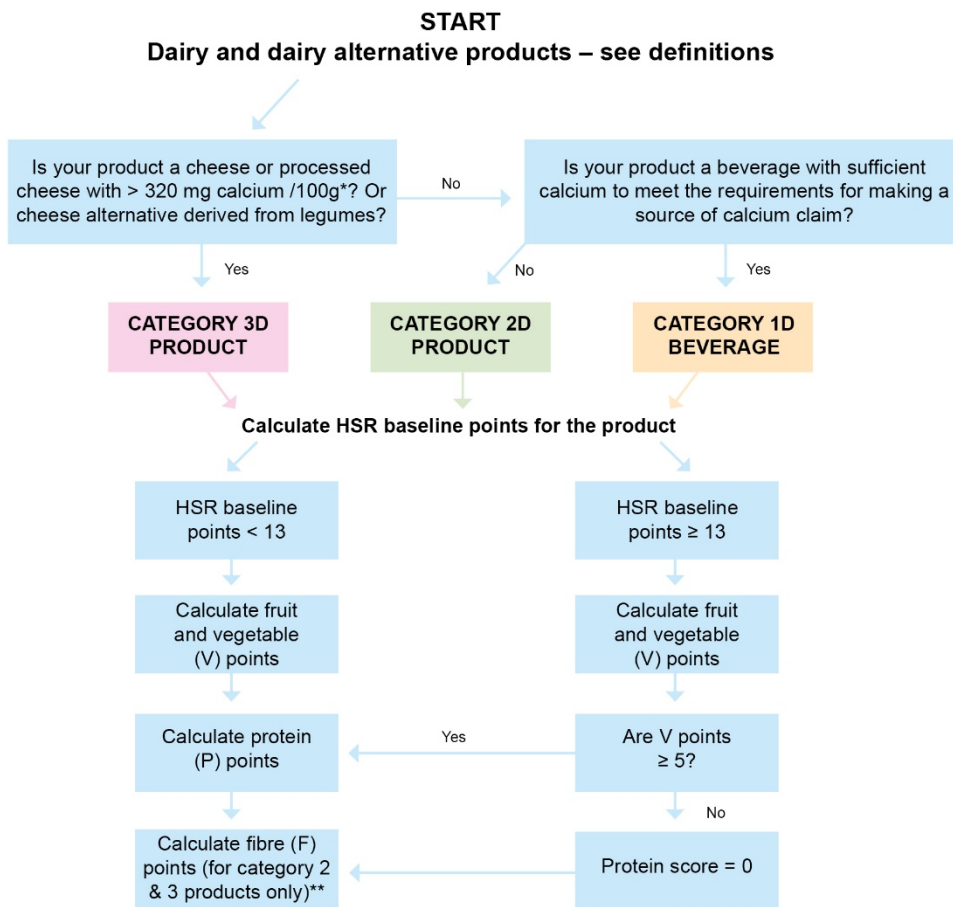 START
Dairy and dairy alternative products – see definitions
Is your product a cheese or processed
cheese with > 320 mg calcium /100g*? Or
cheese alternative derived from legumes?
No
Is your product a beverage with sufficient
calcium to meet the requirements for making a
source of calcium claim?
Yes
No
Yes
CATEGORY 3D
PRODUCT
CATEGORY 2D
PRODUCT
CATEGORY 1D
BEVERAGE
Calculate HSR baseline points for the product
HSR baseline
points < 13
HSR baseline
points ≥ 13
Calculate fruit
and vegetable
(V) points
Calculate fruit
and vegetable
(V) points
Calculate protein
(P) points
Yes
Are V points
≥ 5?
No
Calculate fibre (F)
points (for category 2
& 3 products only)**
Protein score = 0